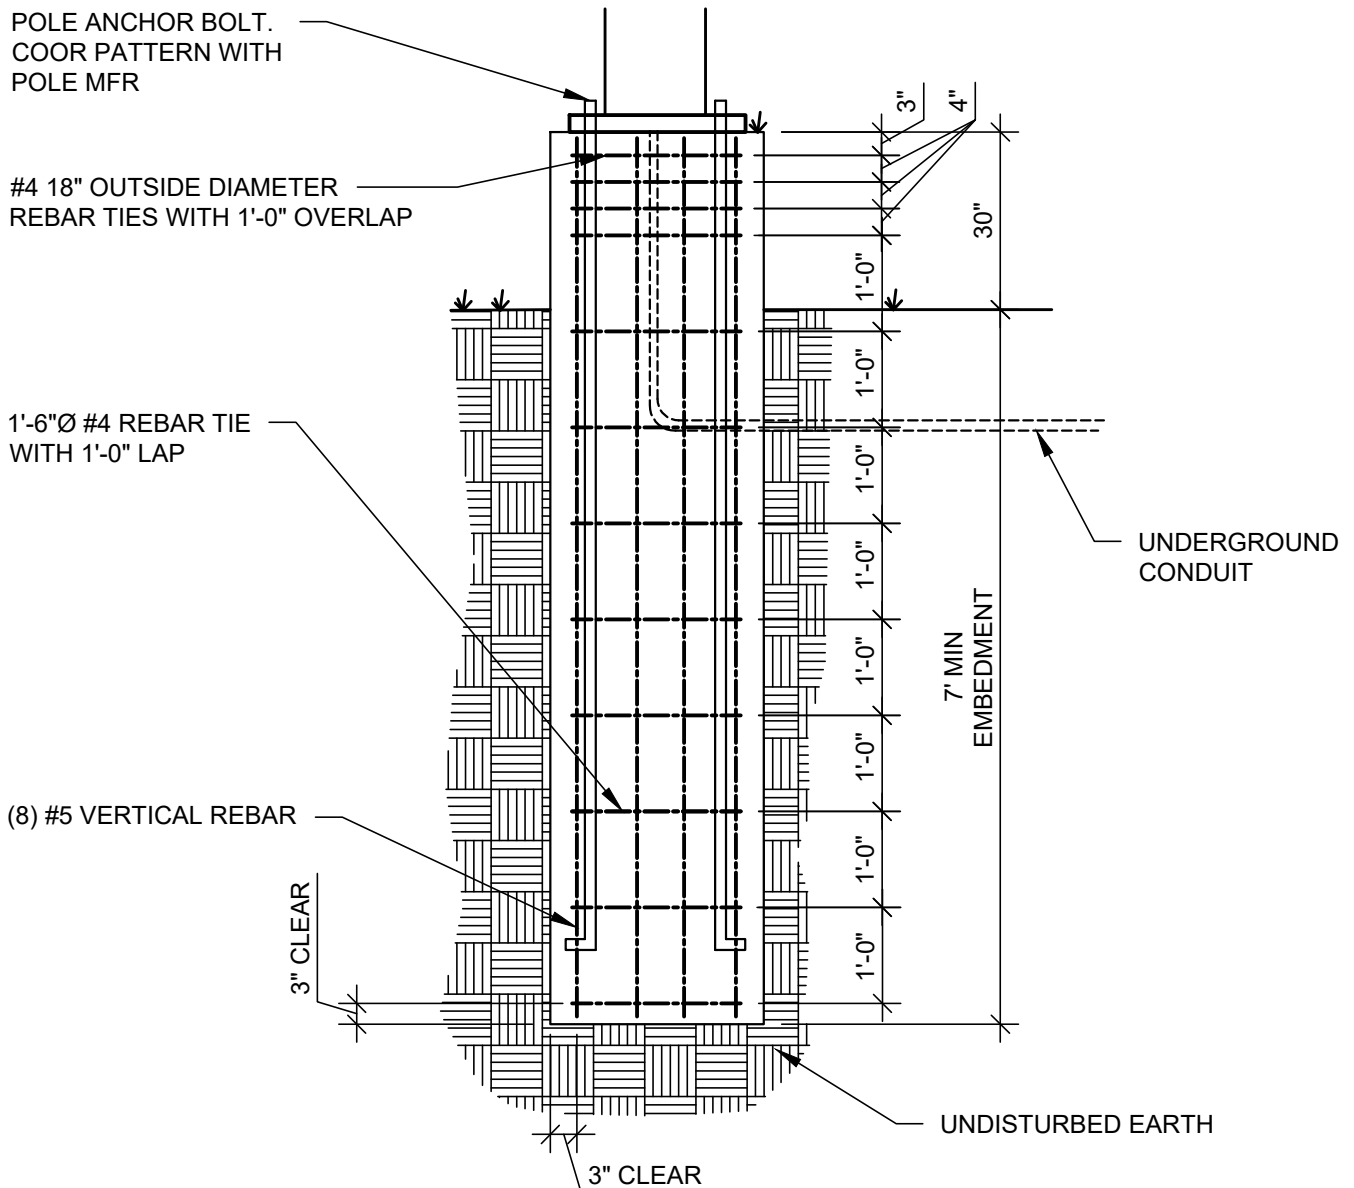 POLE ANCHOR BOLT.
COOR PATTERN WITH
POLE MFR
#4 18" OUTSIDE DIAMETER
REBAR TIES WITH 1'-0" OVERLAP
1'-6"Ø #4 REBAR TIE
WITH 1'-0" LAP
(8) #5 VERTICAL REBAR
3" CLEAR
3" CLEAR
3"
4"
30"
1'-0"
1'-0"
1'-0"
1'-0"
1'-0"
1'-0"
1'-0"
1'-0"
7' MIN
EMBEDMENT
UNDERGROUND
CONDUIT
UNDISTURBED EARTH